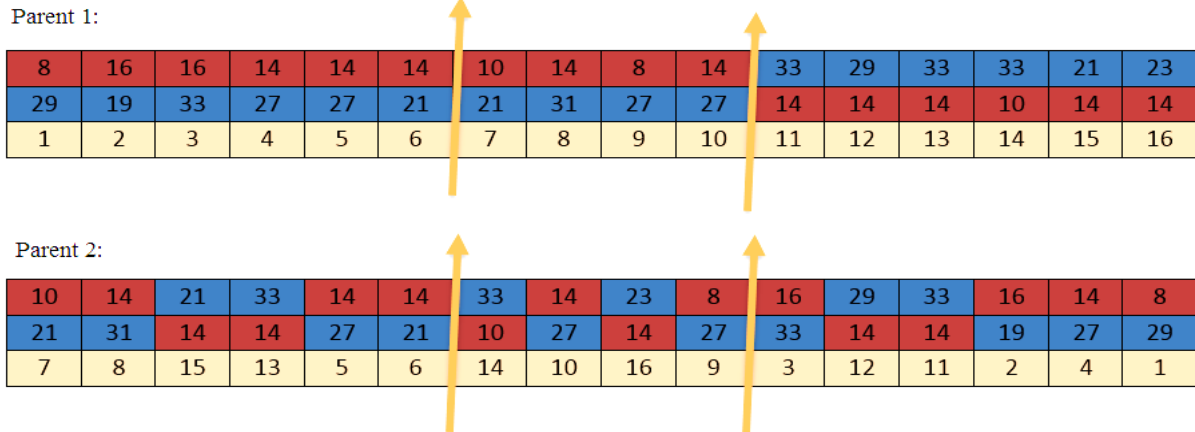 Parent 1:
8 16 16 14 14 14 10 14 8 14 33 29 33 33 21 23
29 19 33 27 27 21 21 31 27 27 14 14 14 10 14 14
1 2 3 4 5 6 7 8 9 10 11 12 13 14 15 16
Parent 2:
10 14 21 33 14 14 33 14 23 8 16 29 33 16 14 8
21 31 14 14 27 21 10 27 14 27 33 14 14 19 27 29
7 8 15 13 5 6 14 10 16 9 3 12 11 2 4 1